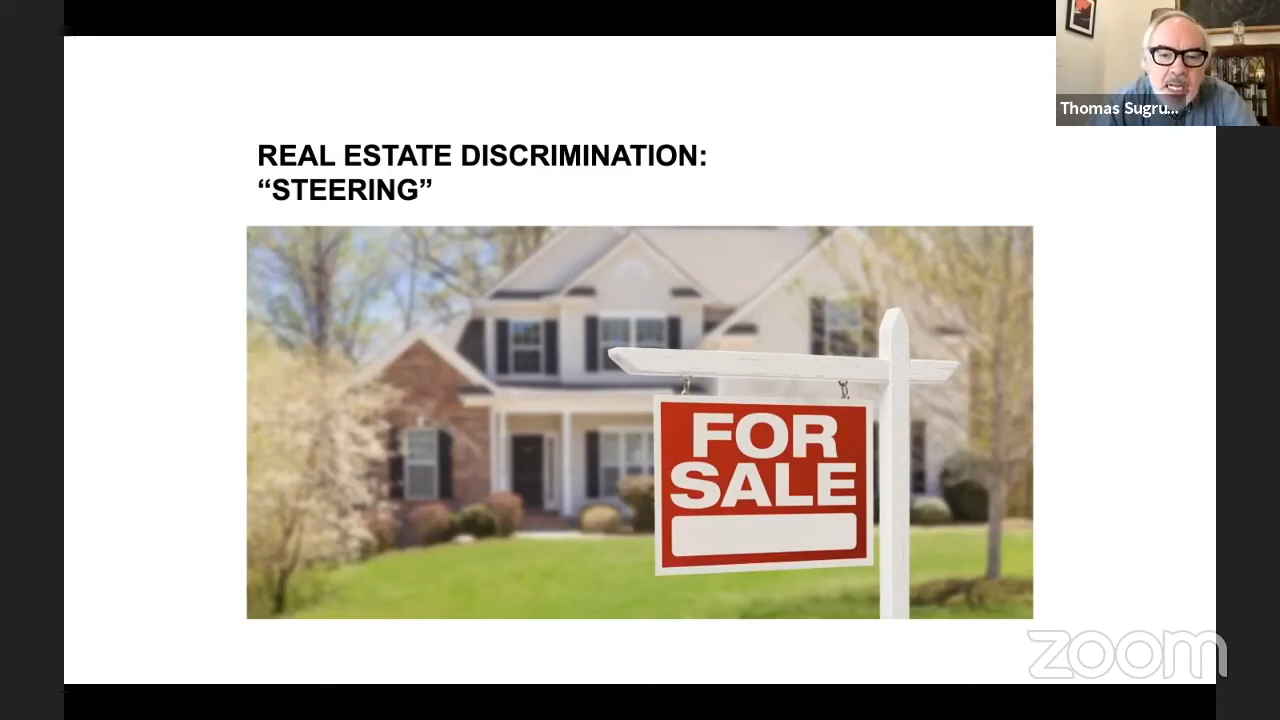 Thomas Sugru...
REAL ESTATE DISCRIMINATION:
“STEERING”
FOR
SALE
zoom